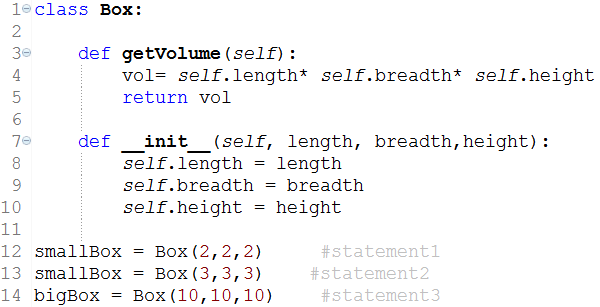 1 class Box:
2
3     def getVolume(self):
4         vol= self.length* self.breadth* self.height
5         return vol
6
7     def __init__(self, length, breadth,height):
8         self.length = length
9         self.breadth = breadth
10         self.height = height
11
12 smallBox = Box(2,2,2)     #statement1
13 smallBox = Box(3,3,3)    #statement2
14 bigBox = Box(10,10,10)    #statement3